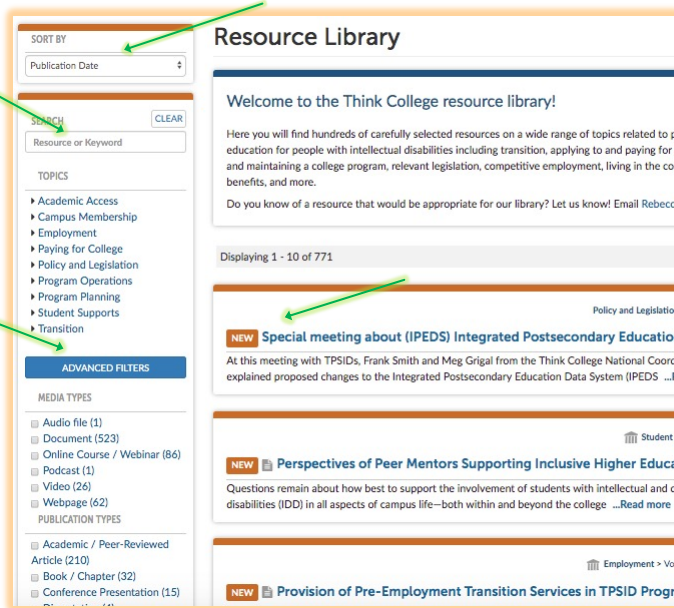 SORT BY
Publication Date
SEARCH
CLEAR
Resource or Keyword
TOPICS
Academic Access
Campus Membership
Employment
Paying for College
Policy and Legislation
Program Operations
Program Planning
Student Supports
Transition
ADVANCED FILTERS
MEDIA TYPES
Audio file (1)
Document (523)
Online Course / Webinar (86)
Podcast (1)
Video (26)
Webpage (62)
PUBLICATION TYPES
Academic / Peer-Reviewed
Article (210)
Book / Chapter (32)
Conference Presentation (15)
Resource Library
Welcome to the Think College resource library!
Here you will find hundreds of carefully selected resources on a wide range of topics related to p
education for people with intellectual disabilities including transition, applying to and paying for
and maintaining a college program, relevant legislation, competitive employment, living in the co
benefits, and more.
Do you know of a resource that would be appropriate for our library? Let us know! Email Rebecc
Displaying 1 - 10 of 771
Policy and Legislatio
NEW Special meeting about (IPEDS) Integrated Postsecondary Educatio
At this meeting with TPSIDs, Frank Smith and Meg Grigal from the Think College National Coord
explained proposed changes to the Integrated Postsecondary Education Data System (IPEDS ...
Student
NEW Perspectives of Peer Mentors Supporting Inclusive Higher Educa
Questions remain about how best to support the involvement of students with intellectual and d
disabilities (IDD) in all aspects of campus life—both within and beyond the college ...Read more
Employment > Vo
NEW Provision of Pre-Employment Transition Services in TPSID Progr